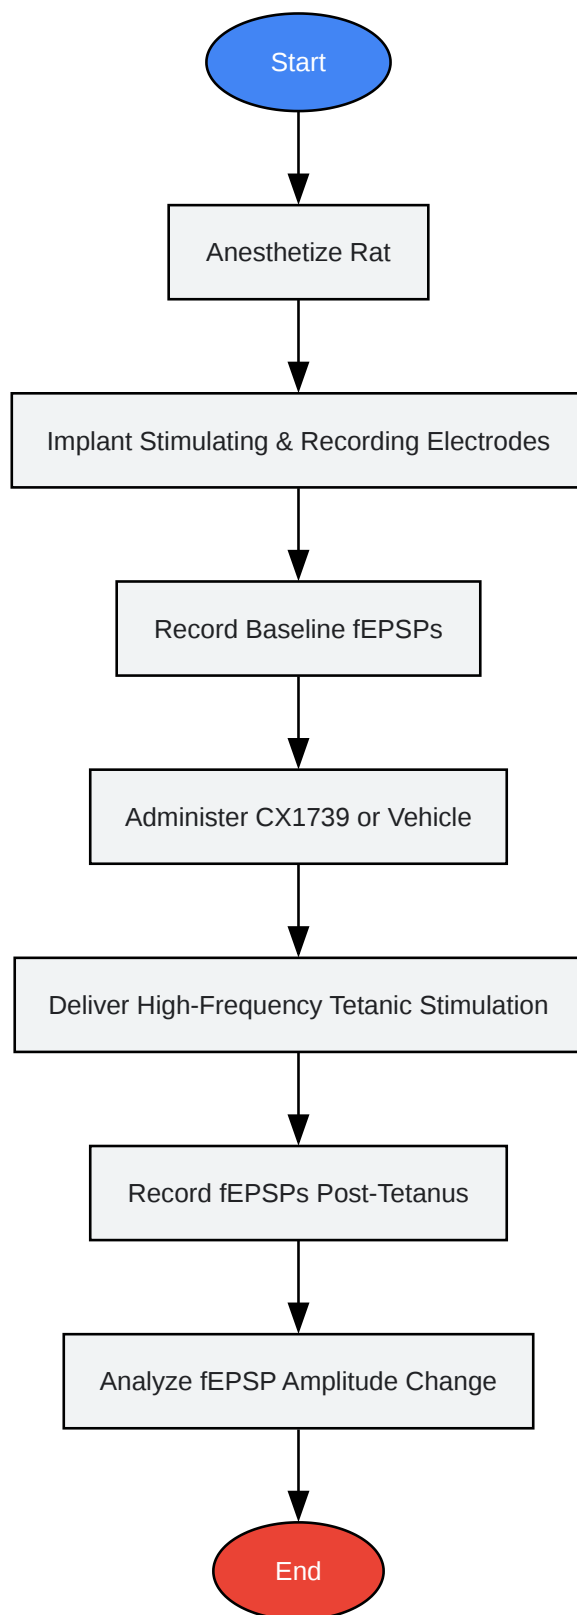 Start
Anesthetize Rat
Implant Stimulating & Recording Electrodes
Record Baseline fEPSPs
Administer CX1739 or Vehicle
Deliver High-Frequency Tetanic Stimulation
Record fEPSPs Post-Tetanus
Analyze fEPSP Amplitude Change
End